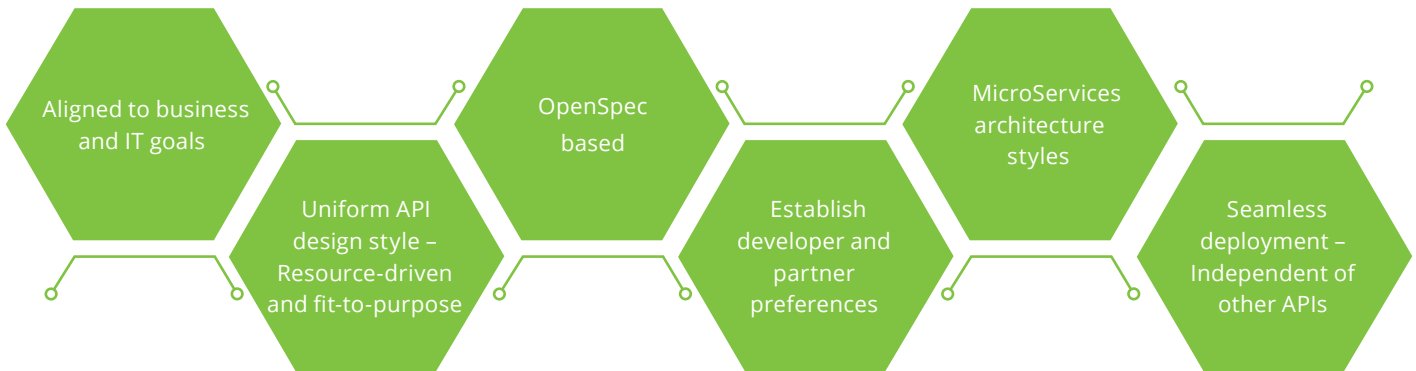 Aligned to business
and IT goals
Uniform API
design style –
Resource-driven
and fit-to-purpose
OpenSpec
based
Establish
developer and
partner
preferences
MicroServices
architecture
styles
Seamless
deployment –
Independent of
other APIs